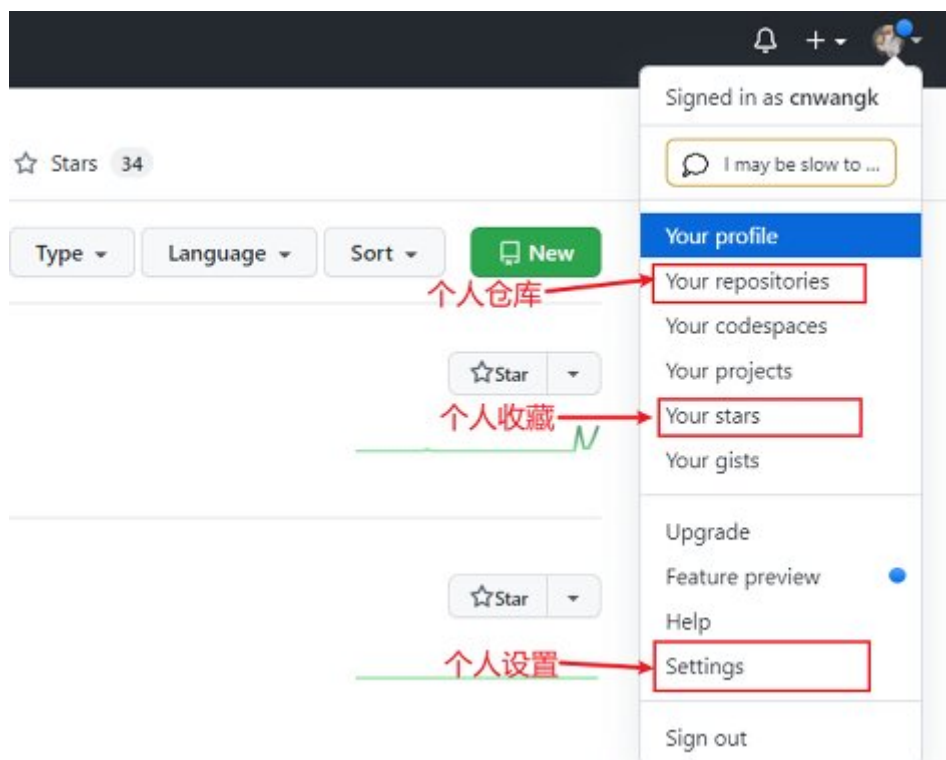 Signed in as cnwangk
Stars 34
I may be slow to ...
Type Language Sort New
Your profile
个人仓库
Your repositories
Your codespaces
Star
Your projects
个人收藏
Your stars
Your gists
Upgrade
Feature preview
Star
Help
个人设置
Settings
Sign out